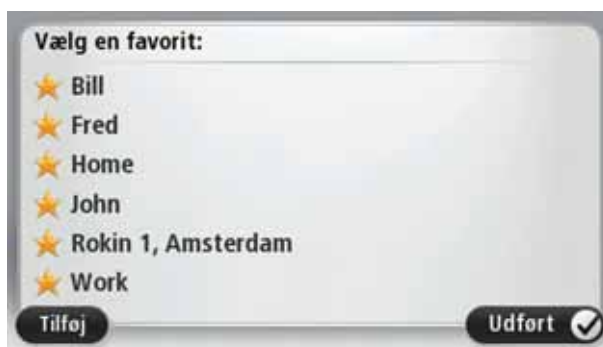 Vælg en favorit:
Bill
Fred
Home
John
Rokin 1, Amsterdam
Work
Tilføj
Udført